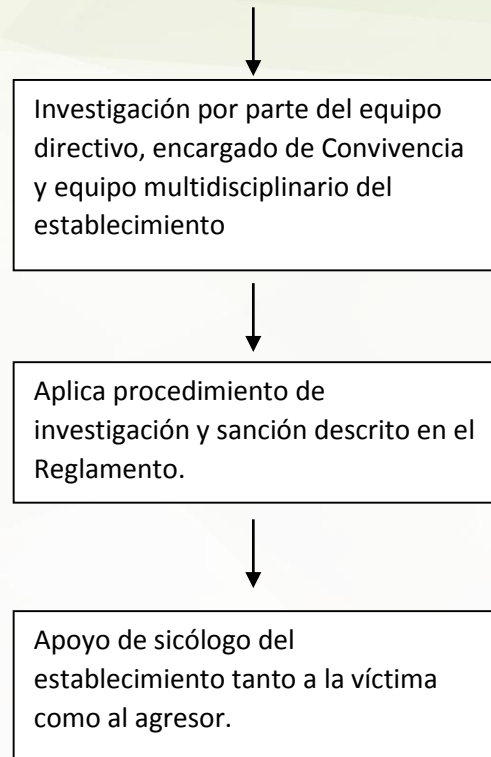 Investigación por parte del equipo
directivo, encargado de Convivencia
y equipo multidisciplinario del
establecimiento
Aplica procedimiento de
investigación y sanción descrito en el
Reglamento.
Apoyo de sicólogo del
establecimiento tanto a la víctima
como al agresor.